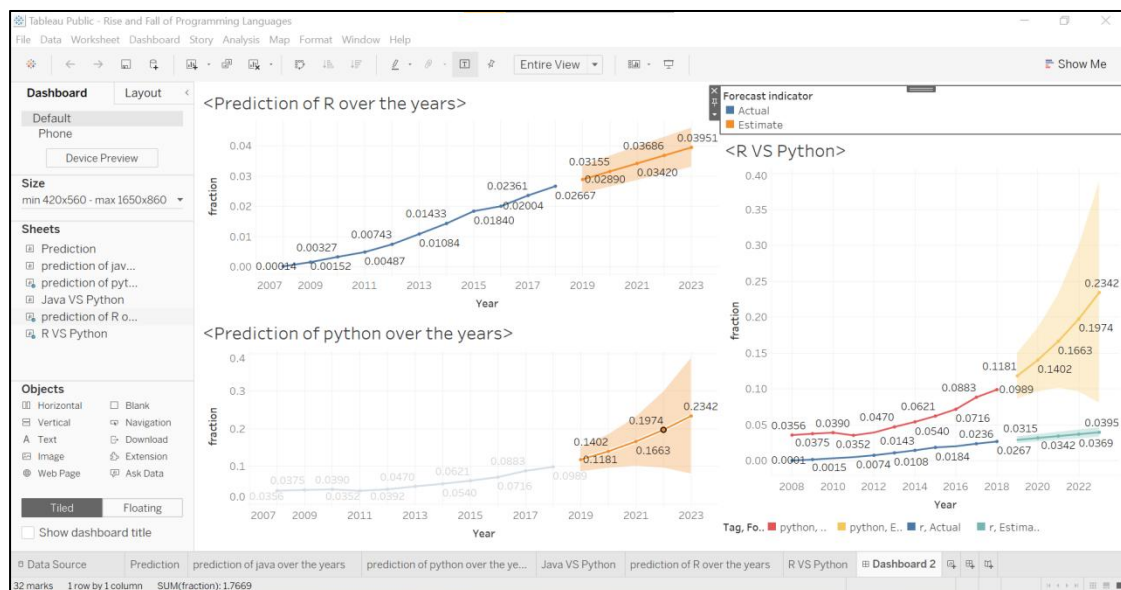 Tableau Public - Rise and Fall of Programming Languages
File Data Worksheet Dashboard Story Analysis Map Format Window Help
Entire View
Show Me
Dashboard Layout
Default
Phone
Device Preview
Size
min 420x560 - max 1650x860
Sheets
Prediction
prediction of jav...
prediction of pyt...
Java VS Python
prediction of R o...
R VS Python
Objects
Horizontal Blank
Vertical Navigation
Text Download
Image Extension
Web Page Ask Data
Tiled Floating
Show dashboard title
<Prediction of R over the years>
fraction
0.04
0.03
0.02
0.01
0.00
0.00014 0.00152 0.00327 0.00487 0.00743 0.01084 0.01433 0.01840 0.02004 0.02361 0.02667
0.02890 0.03155 0.03420 0.03686 0.03951
2007 2009 2011 2013 2015 2017 2019 2021 2023
Year
<Prediction of python over the years>
fraction
0.4
0.3
0.2
0.1
0.0
0.0356 0.0375 0.0390 0.0352 0.0392 0.0470 0.0540 0.0621 0.0716 0.0883 0.0989
0.1181 0.1402 0.1663 0.1974 0.2342
2007 2009 2011 2013 2015 2017 2019 2021 2023
Year
Forecast indicator
Actual
Estimate
<R VS Python>
fraction
0.40
0.35
0.30
0.25
0.20
0.15
0.10
0.05
0.00
0.0356 0.0375 0.0390 0.0352 0.0470 0.0540 0.0621 0.0716 0.0883 0.0989
0.1181 0.1402 0.1663 0.1974 0.2342
0.0001 0.0015 0.0074 0.0108 0.0143 0.0184 0.0236 0.0267
0.0315 0.0342 0.0369 0.0395
2008 2010 2012 2014 2016 2018 2020 2022
Year
Tag, Fo.. python, .. python, E.. r, Actual r, Estima..
Data Source Prediction prediction of java over the years prediction of python over the ye... Java VS Python prediction of R over the years R VS Python Dashboard 2
32 marks 1 row by 1 column SUM(fraction): 1.7669